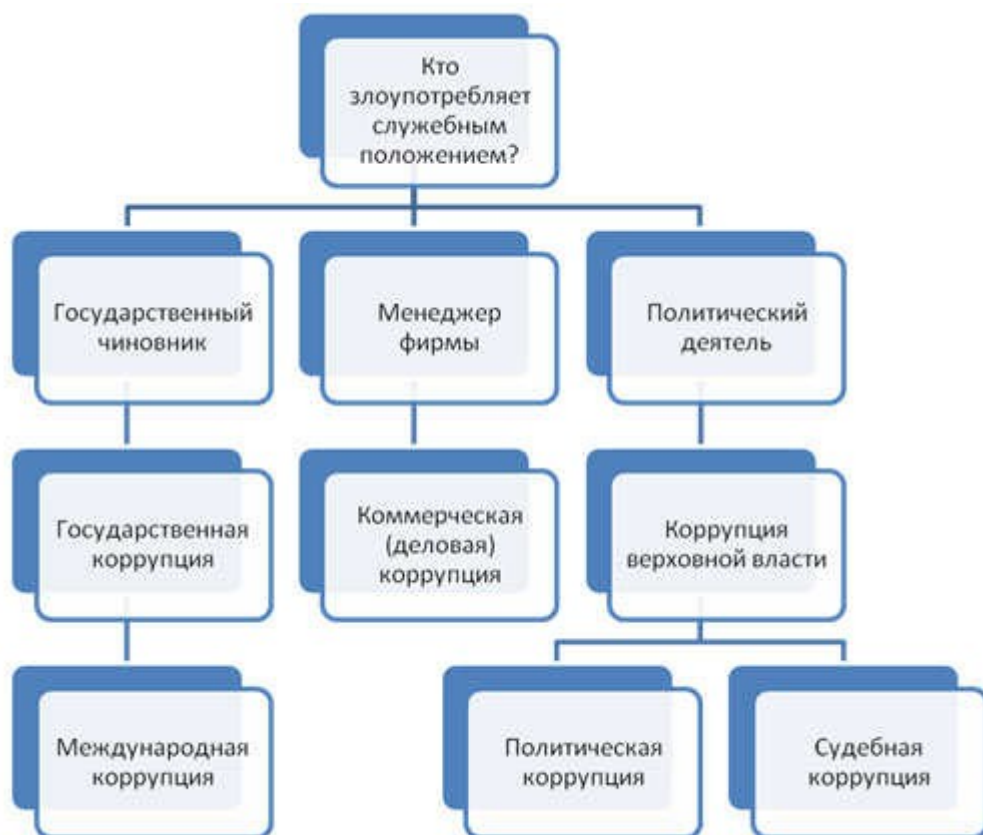 Кто
злоупотребляет
служебным
положением?
Государственный
чиновник
Менеджер
фирмы
Политический
деятель
Государственная
коррупция
Коммерческая
(деловая)
коррупция
Коррупция
верховной власти
Международная
коррупция
Политическая
коррупция
Судебная
коррупция